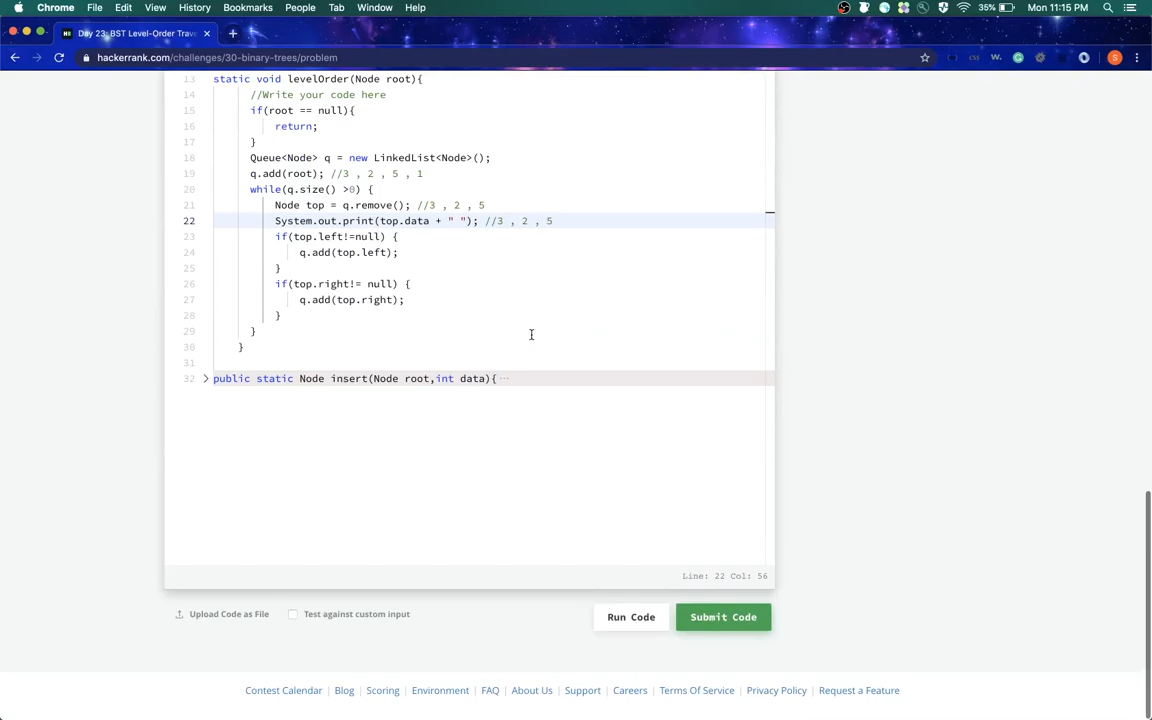 Chrome File Edit View History Bookmarks People Tab Window Help 35% Mon 11:15 PM
Day 23: BST Level-Order Trave
hackerrank.com/challenges/30-binary-trees/problem
13 static void levelOrder(Node root){
14 //Write your code here
15 if(root == null){
16 return;
17 }
18 Queue<Node> q = new LinkedList<Node>();
19 q.add(root); //3 , 2 , 5 , 1
20 while(q.size() >0) {
21 Node top = q.remove(); //3 , 2 , 5
22 System.out.print(top.data + " "); //3 , 2 , 5
23 if(top.left!=null) {
24 q.add(top.left);
25 }
26 if(top.right!= null) {
27 q.add(top.right);
28 }
29 }
30 }
31
32 public static Node insert(Node root,int data){ ···
Line: 22 Col: 56
Upload Code as File Test against custom input Run Code Submit Code
Contest Calendar | Blog | Scoring | Environment | FAQ | About Us | Support | Careers | Terms Of Service | Privacy Policy | Request a Feature